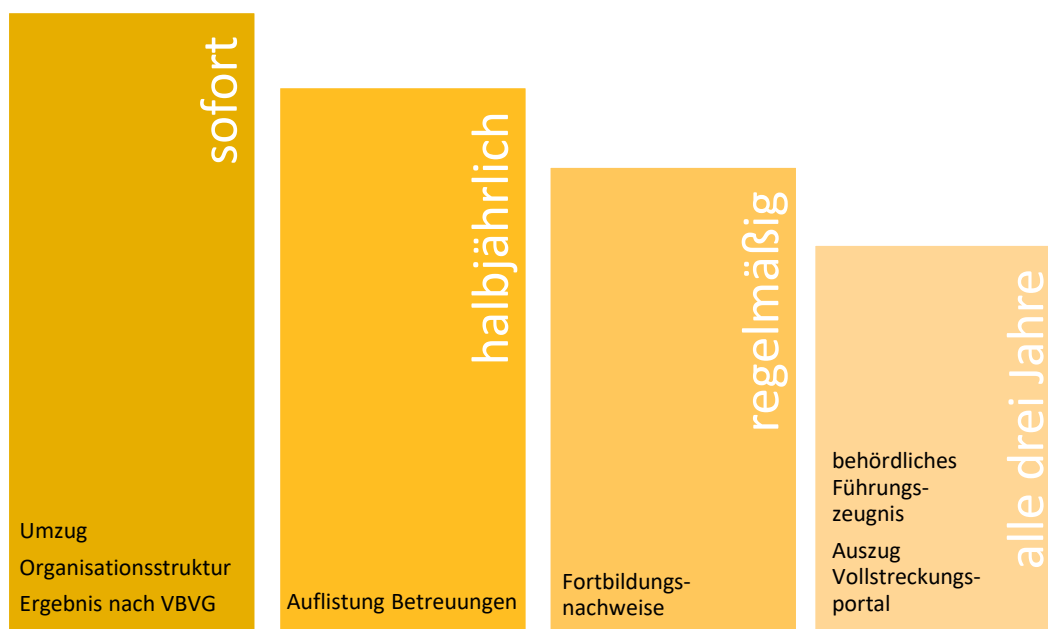 sofort
Umzug
Organisationsstruktur
Ergebnis nach VBVG
halbjährlich
Auflistung Betreuungen
regelmäßig
Fortbildungs-
nachweise
alle drei Jahre
behördliches
Führungs-
zeugnis
Auszug
Vollstreckungs-
portal